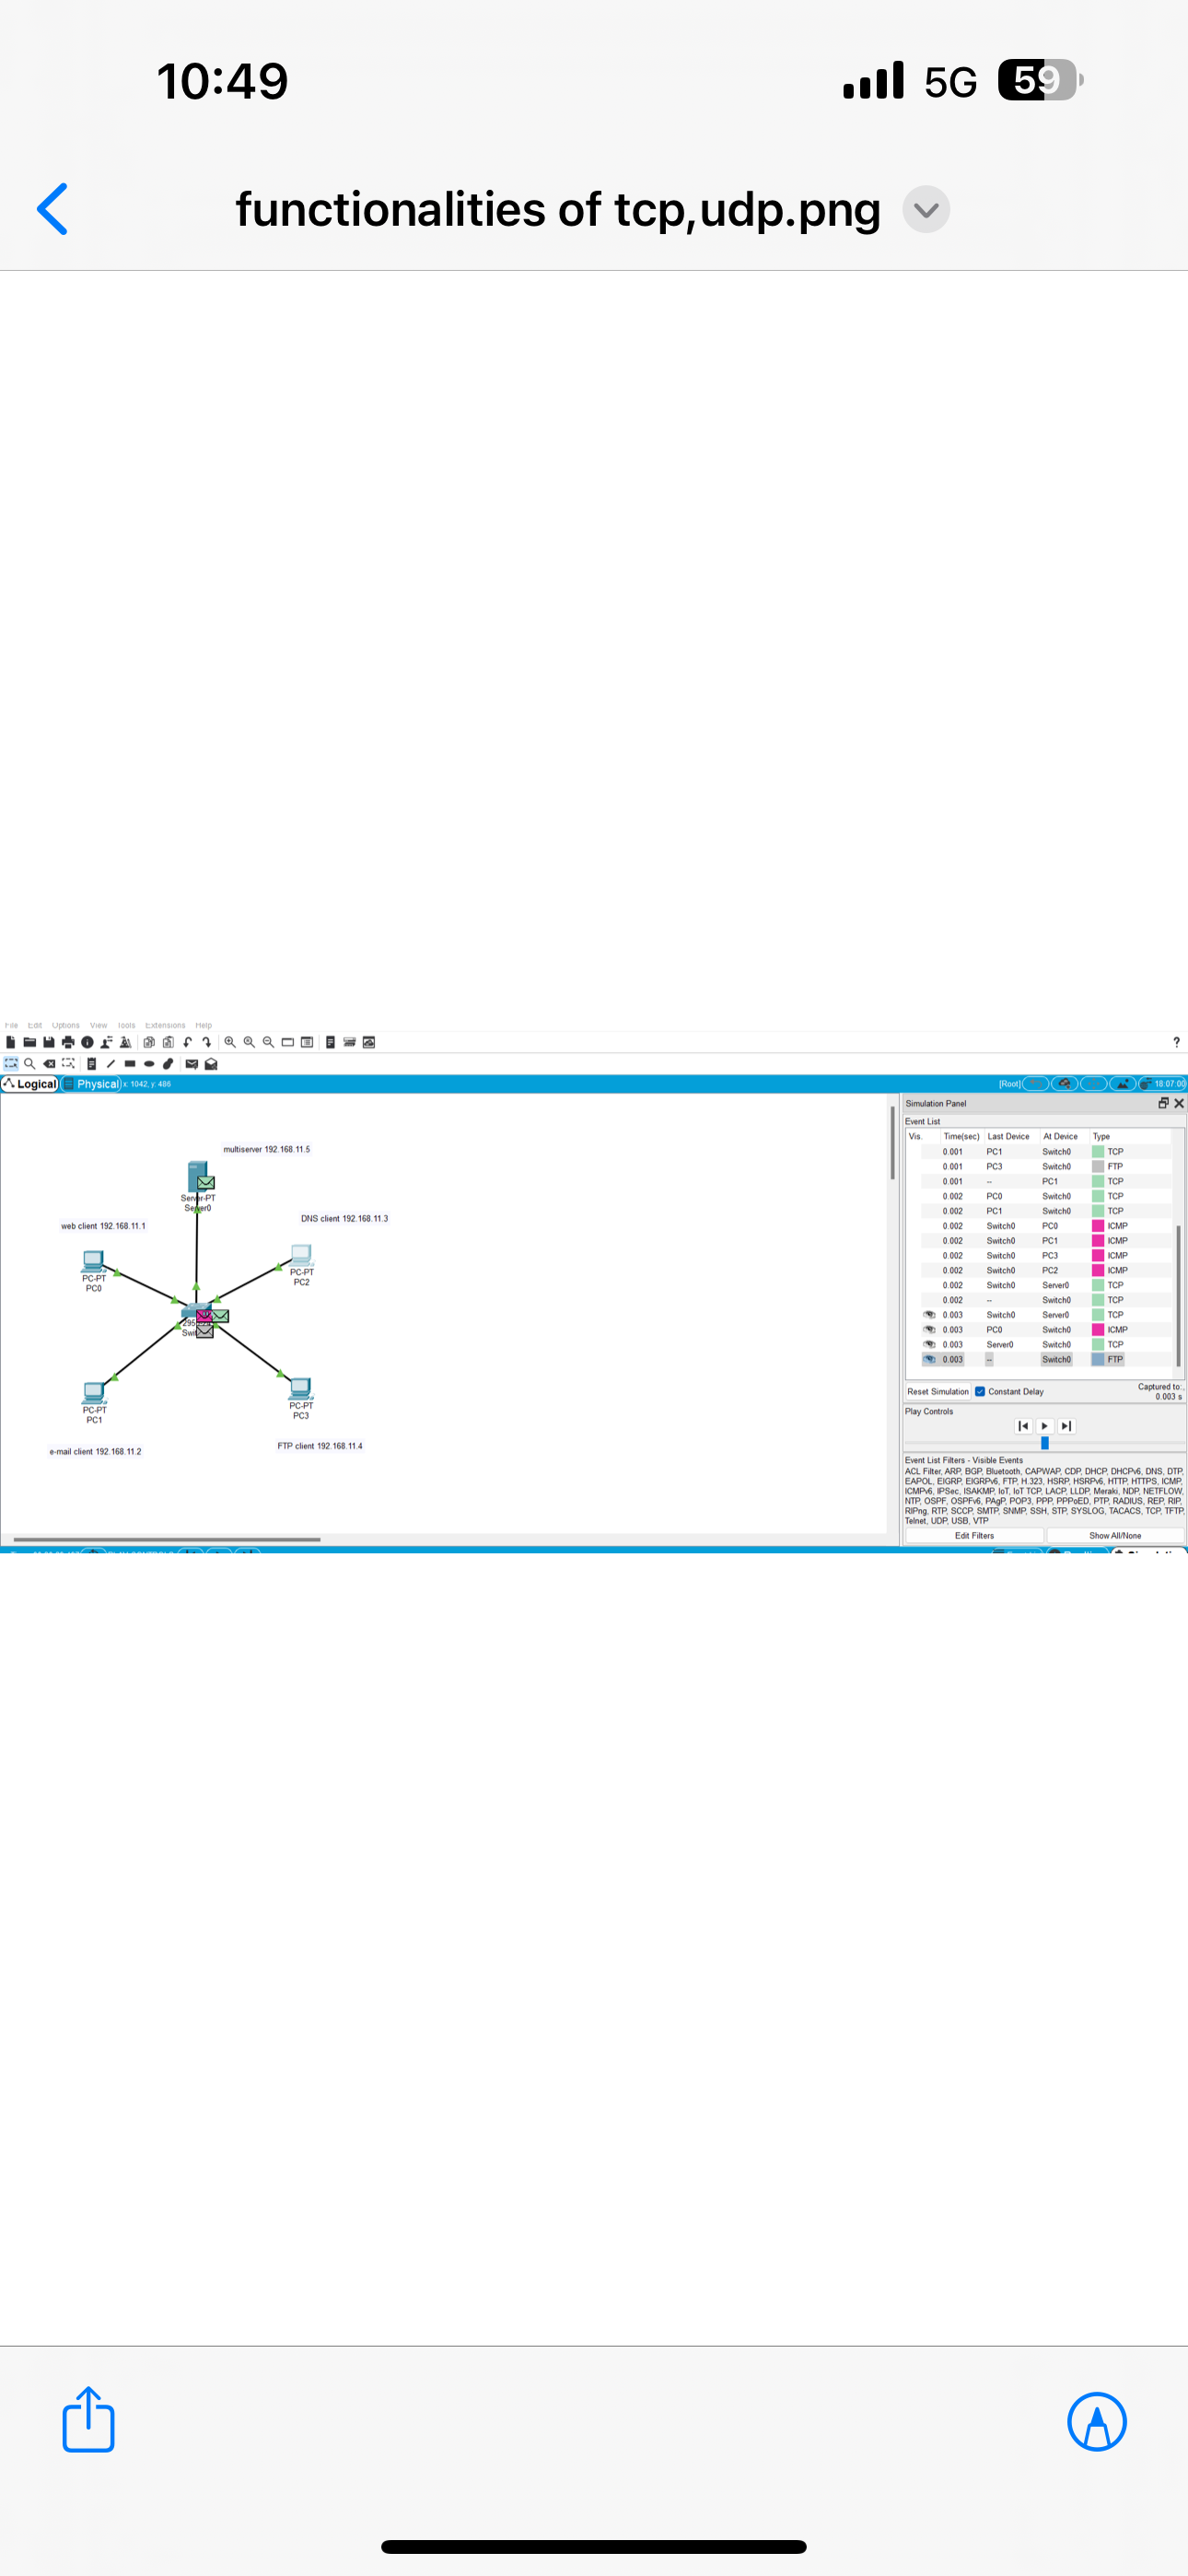 10:49
5G 59
functionalities of tcp,udp.png
File Edit Options View Tools Extensions Help
?
Logical Physical x: 1042, y: 486
[Root] 18:07:00
multiserver 192.168.11.5
Server-PT
Server0
web client 192.168.11.1
DNS client 192.168.11.3
PC-PT
PC0
PC-PT
PC2
PC-PT
PC1
PC-PT
PC3
e-mail client 192.168.11.2
FTP client 192.168.11.4
Simulation Panel
Event List
Vis. Time(sec) Last Device At Device Type
0.001 PC1 Switch0 TCP
0.001 PC3 Switch0 FTP
0.001 -- PC1 TCP
0.002 PC0 Switch0 TCP
0.002 PC1 Switch0 TCP
0.002 Switch0 PC0 ICMP
0.002 Switch0 PC1 ICMP
0.002 Switch0 PC3 ICMP
0.002 Switch0 PC2 ICMP
0.002 Switch0 Server0 TCP
0.002 -- Switch0 TCP
0.003 Switch0 Server0 TCP
0.003 PC0 Switch0 ICMP
0.003 Server0 Switch0 TCP
0.003 -- Switch0 FTP
Reset Simulation Constant Delay Captured to:
0.003 s
Play Controls
Event List Filters - Visible Events
ACL Filter, ARP, BGP, Bluetooth, CAPWAP, CDP, DHCP, DHCPv6, DNS, DTP,
EAPOL, EIGRP, EIGRPv6, FTP, H.323, HSRP, HSRPv6, HTTP, HTTPS, ICMP,
ICMPv6, IPSec, ISAKMP, IoT, IoT TCP, LACP, LLDP, Meraki, NDP, NETFLOW,
NTP, OSPF, OSPFv6, PAgP, POP3, PPP, PPPoED, PTP, RADIUS, REP, RIP,
RIPng, RTP, SCCP, SMTP, SNMP, SSH, STP, SYSLOG, TACACS, TCP, TFTP,
Telnet, UDP, USB, VTP
Edit Filters Show All/None